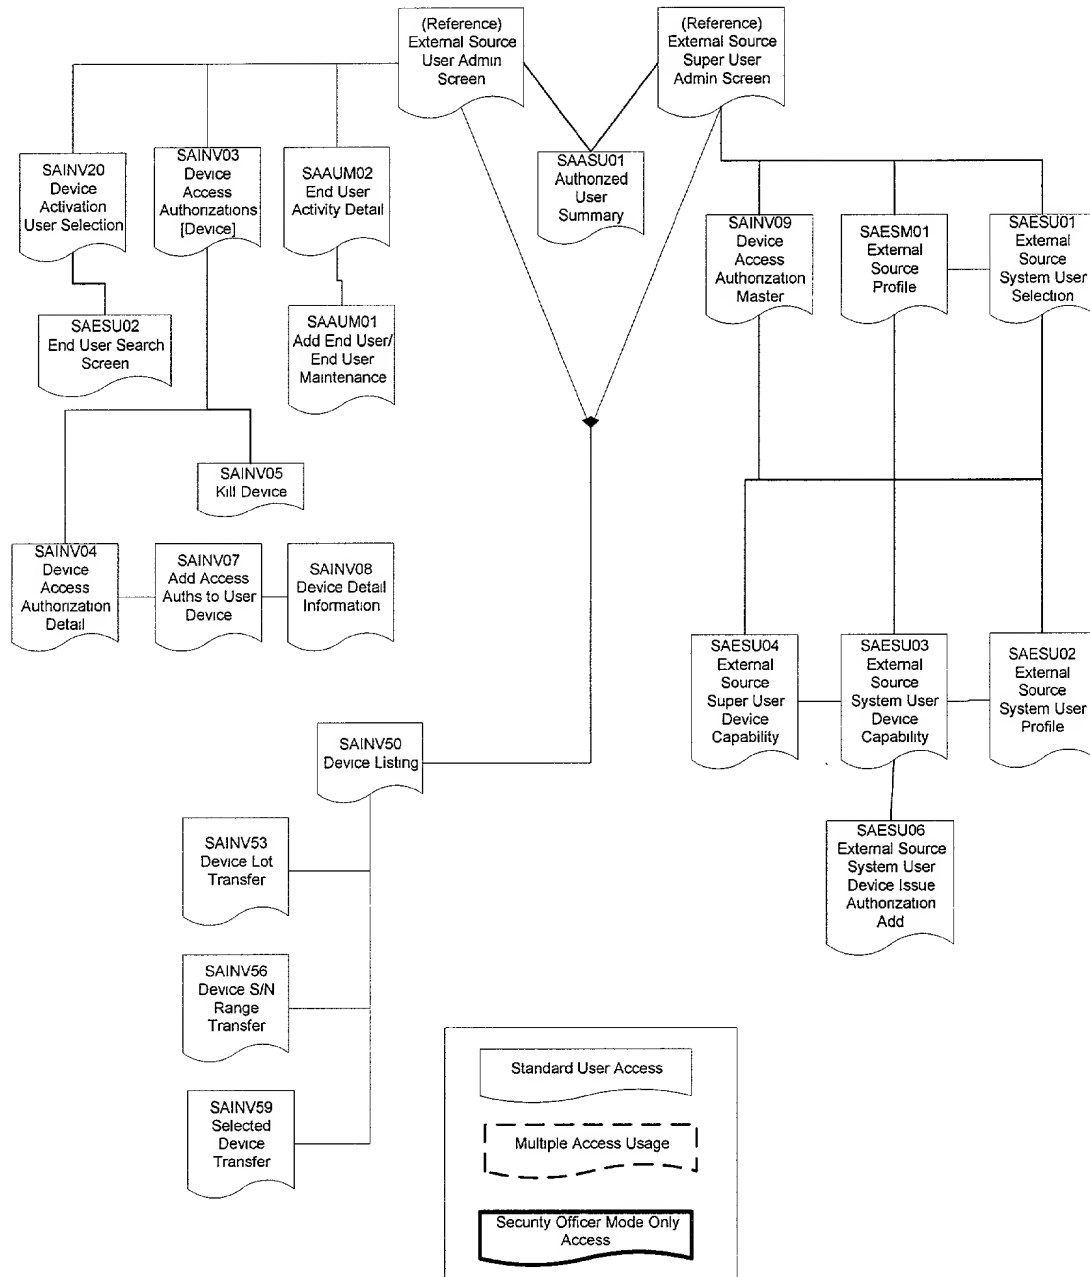 (Reference)
External Source
User Admin
Screen
(Reference)
External Source
Super User
Admin Screen
SAINV20
Device
Activation
User Selection
SAINV03
Device
Access
Authorizations
[Device]
SAAUM02
End User
Activity Detail
SAASU01
Authorized
User
Summary
SAINV09
Device
Access
Authorization
Master
SAESM01
External
Source
Profile
SAESU01
External
Source
System User
Selection
SAESU02
End User Search
Screen
SAAUM01
Add End User/
End User
Maintenance
SAINV05
Kill Device
SAINV04
Device
Access
Authorization
Detail
SAINV07
Add Access
Auths to User
Device
SAINV08
Device Detail
Information
SAESU04
External
Source
Super User
Device
Capability
SAESU03
External
Source
System User
Device
Capability
SAESU02
External
Source
System User
Profile
SAINV50
Device Listing
SAINV53
Device Lot
Transfer
SAESU06
External Source
System User
Device Issue
Authorization
Add
SAINV56
Device S/N
Range
Transfer
SAINV59
Selected
Device
Transfer
Standard User Access
Multiple Access Usage
Security Officer Mode Only
Access